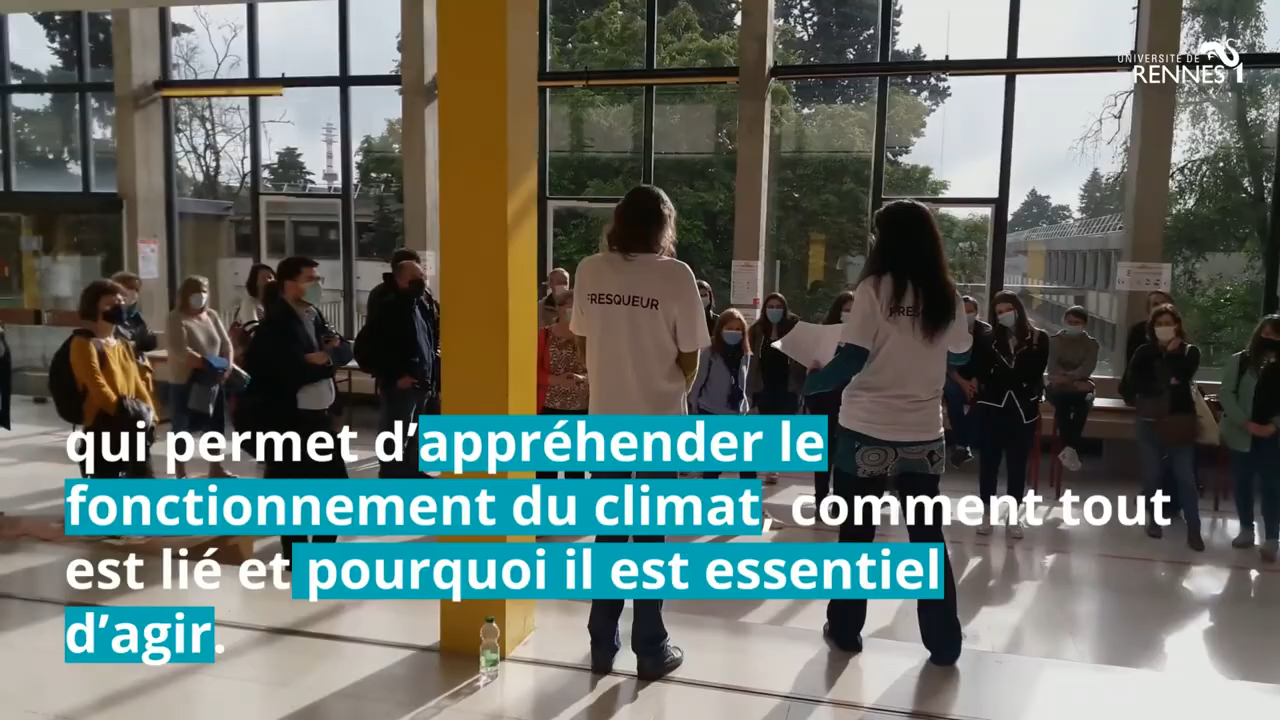 UNIVERSITÉ DE
RENNES 1
FRESQUEUR
FRES
qui permet d’appréhender le
fonctionnement du climat, comment tout
est lié et pourquoi il est essentiel
d’agir.